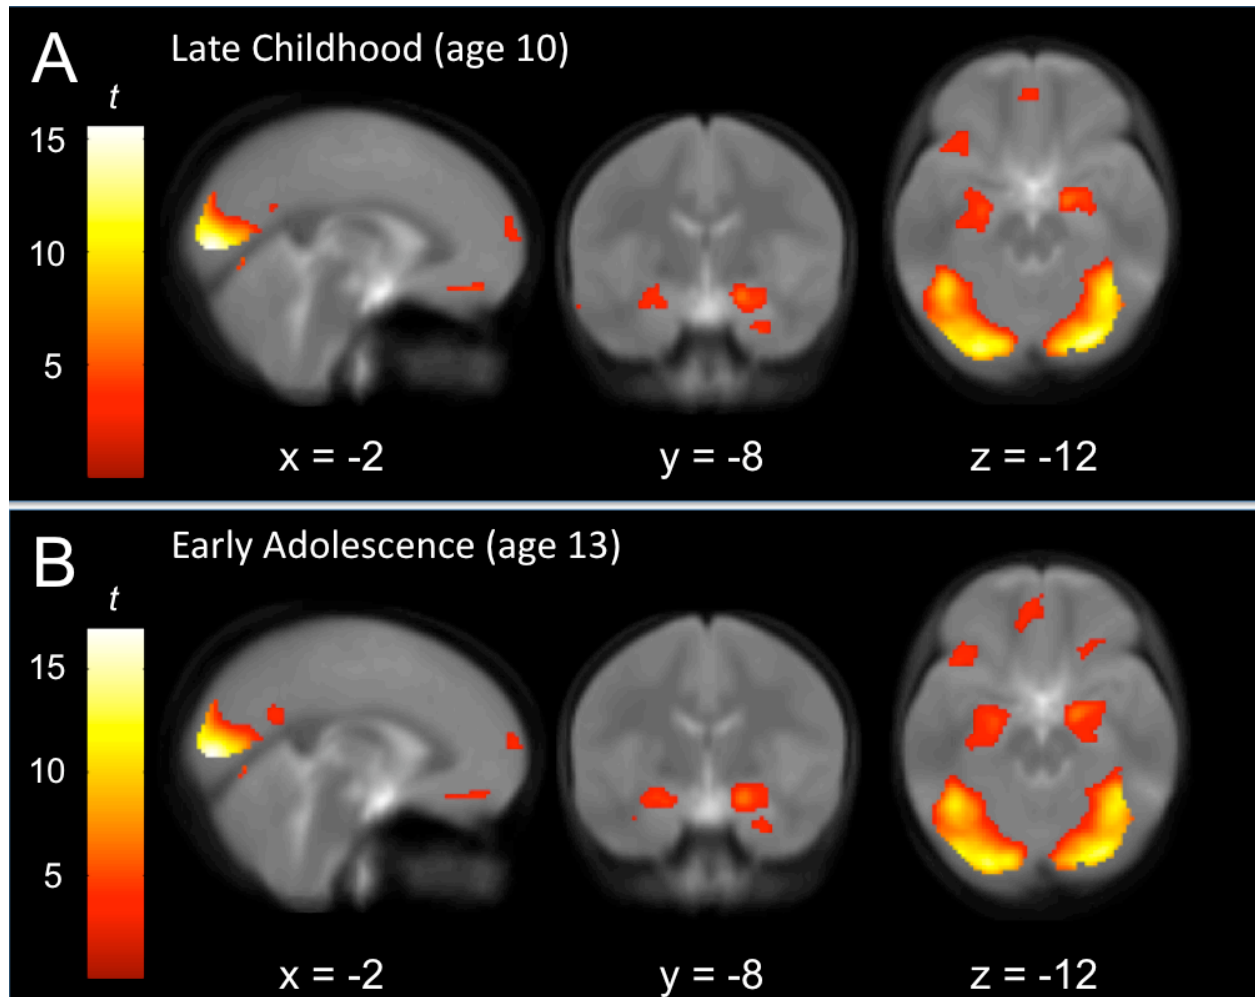 A
Late Childhood (age 10)
t
15
10
5
x = -2
y = -8
z = -12
B
Early Adolescence (age 13)
t
15
10
5
x = -2
y = -8
z = -12